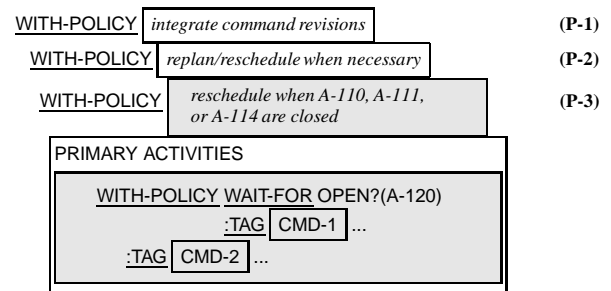 WITH-POLICY integrate command revisions (P-1)
WITH-POLICY replan/reschedule when necessary (P-2)
WITH-POLICY reschedule when A-110, A-111, (P-3)
or A-114 are closed
PRIMARY ACTIVITIES
WITH-POLICY WAIT-FOR OPEN?(A-120)
:TAG CMD-1 ...
:TAG CMD-2 ...